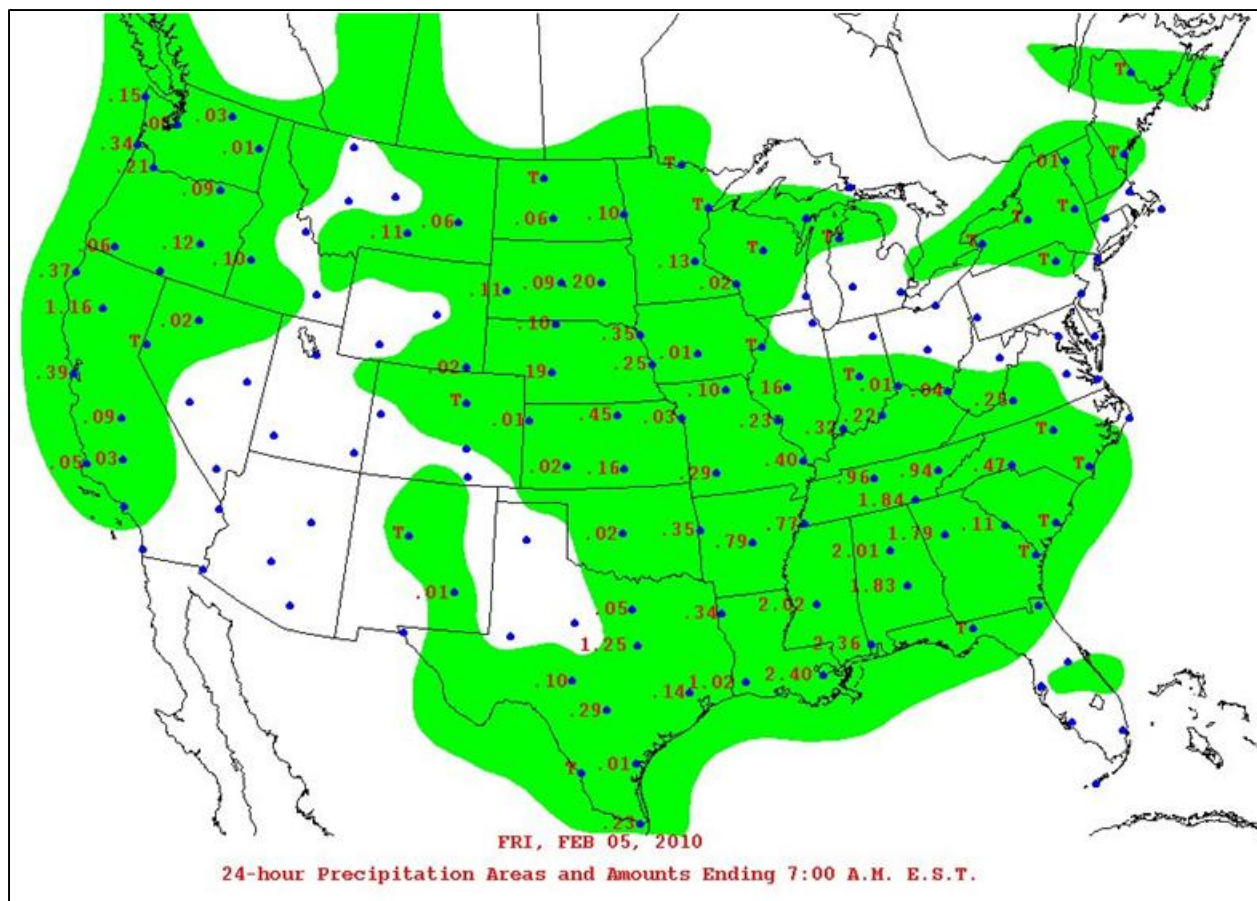 T
.15
.03
.08
.34
.01
.21
T
T
.01
T
.09
T
.10
T
T
.06
.06
T
.11
T
.06
.12
T
T
T
.10
.13
.37
.09
.20
.02
.11
1.16
.02
.10
.35
T
T
.01
.25
.02
.19
.39
T
.01
.16
.10
.04
T
.25
.09
.01
.45
.03
.23
.22
.32
T
.05
.03
.02
.16
.29
.40
.96
.94
.47
T
1.84
T
.02
.35
.79
.77
1.79
.11
T
2.01
T
.01
1.83
.05
.34
2.02
T
1.25
2.36
.10
.14
1.02
2.40
.29
T
.01
.23
FRI, FEB 05, 2010
24-hour Precipitation Areas and Amounts Ending 7:00 A.M. E.S.T.